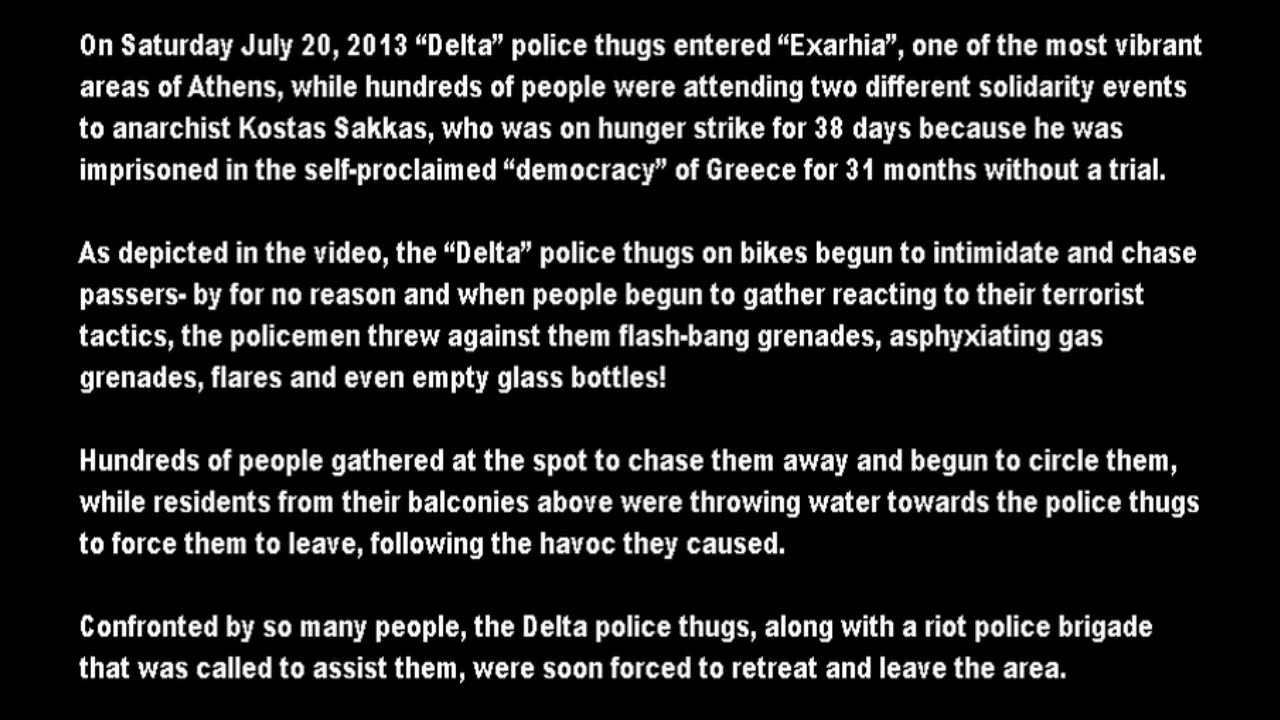 On Saturday July 20, 2013 “Delta” police thugs entered “Exarhia”, one of the most vibrant
areas of Athens, while hundreds of people were attending two different solidarity events
to anarchist Kostas Sakkas, who was on hunger strike for 38 days because he was
imprisoned in the self-proclaimed “democracy” of Greece for 31 months without a trial.
As depicted in the video, the “Delta” police thugs on bikes begun to intimidate and chase
passers- by for no reason and when people begun to gather reacting to their terrorist
tactics, the policemen threw against them flash-bang grenades, asphyxiating gas
grenades, flares and even empty glass bottles!
Hundreds of people gathered at the spot to chase them away and begun to circle them,
while residents from their balconies above were throwing water towards the police thugs
to force them to leave, following the havoc they caused.
Confronted by so many people, the Delta police thugs, along with a riot police brigade
that was called to assist them, were soon forced to retreat and leave the area.